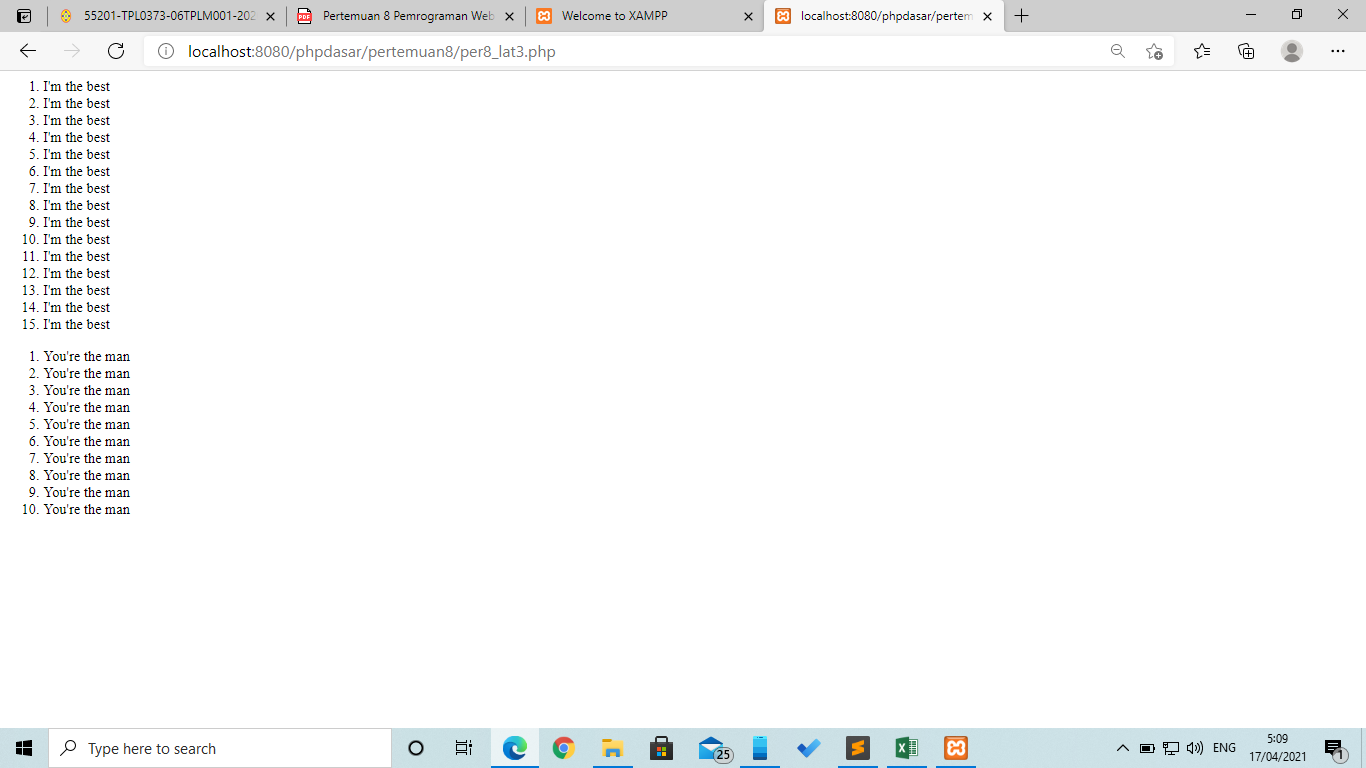 55201-TPL0373-06TPLM001-202
Pertemuan 8 Pemrograman Web
Welcome to XAMPP
localhost:8080/phpdasar/pertem
localhost:8080/phpdasar/pertemuan8/per8_lat3.php
1. I'm the best
2. I'm the best
3. I'm the best
4. I'm the best
5. I'm the best
6. I'm the best
7. I'm the best
8. I'm the best
9. I'm the best
10. I'm the best
11. I'm the best
12. I'm the best
13. I'm the best
14. I'm the best
15. I'm the best
1. You're the man
2. You're the man
3. You're the man
4. You're the man
5. You're the man
6. You're the man
7. You're the man
8. You're the man
9. You're the man
10. You're the man
Type here to search
25
ENG
5:09
17/04/2021
1